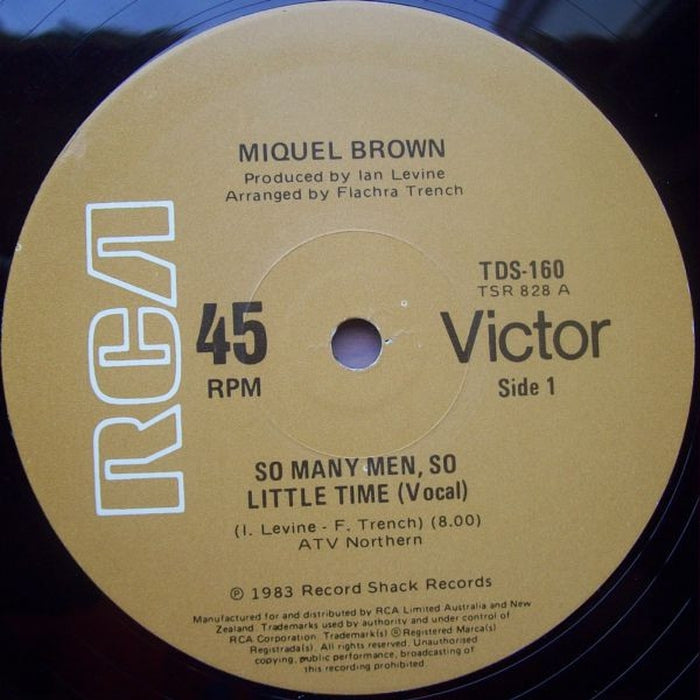 MIQUEL BROWN
Produced by Ian Levine
Arranged by Flachra Trench
RCA
TDS-160
TSR 828 A
45
RPM
Victor
Side 1
SO MANY MEN, SO
LITTLE TIME (Vocal)
(I. Levine - F. Trench) (8.00)
ATV Northern
℗ 1983 Record Shack Records
Manufactured for and distributed by RCA Limited Australia and New
Zealand. Trademarks used by authority and under control of
RCA Corporation. Trademark(s) ® Registered Marca(s)
Registrada(s). All rights reserved. Unauthorised
copying, public performance, broadcasting of
this recording prohibited.